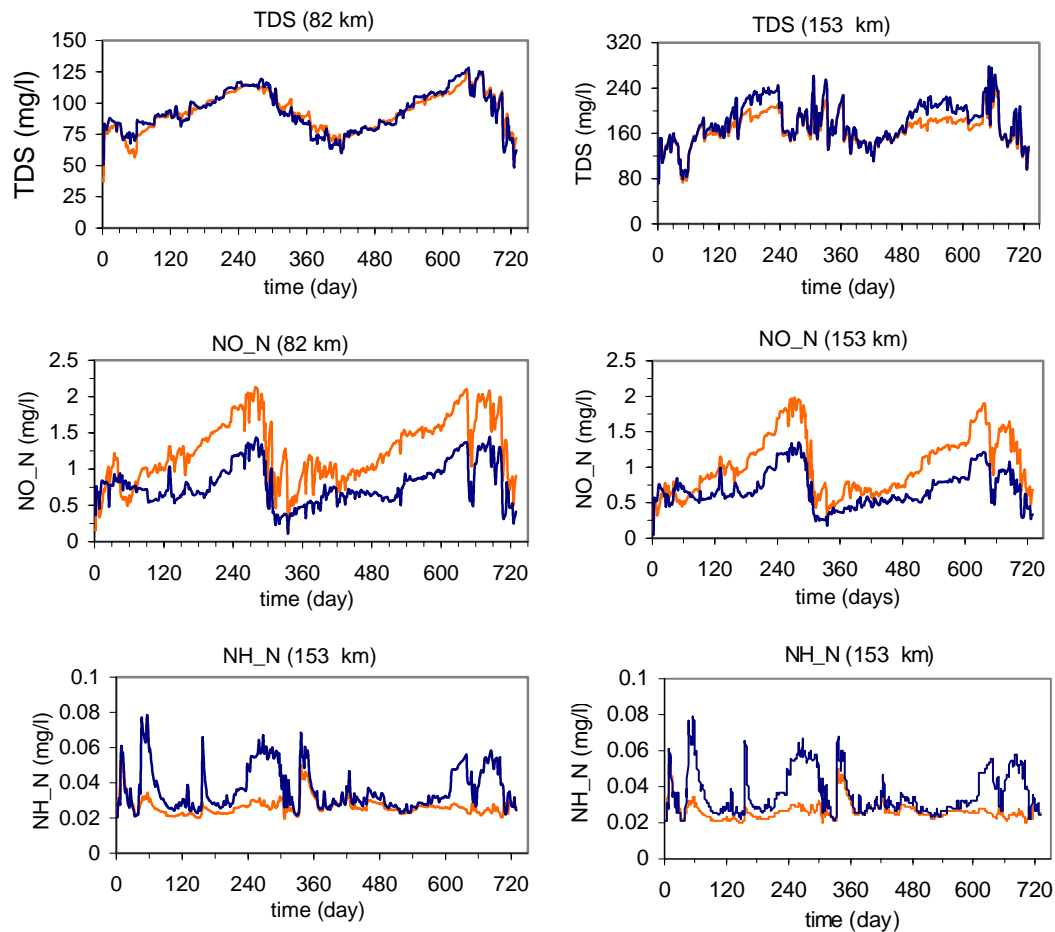 TDS (82 km)
150
125
100
75
50
25
0
TDS (mg/l)
0 120 240 360 480 600 720
time (day)
TDS (153 km)
320
240
160
80
0
TDS (mg/l)
0 120 240 360 480 600 720
time (day)
NO_N (82 km)
2.5
2
1.5
1
0.5
0
NO_N (mg/l)
0 120 240 360 480 600 720
time (day)
NO_N (153 km)
2.5
2
1.5
1
0.5
0
NO_N (mg/l)
0 120 240 360 480 600 720
time (days)
NH_N (153 km)
0.1
0.08
0.06
0.04
0.02
0
NH_N (mg/l)
0 120 240 360 480 600 720
time (day)
NH_N (153 km)
0.1
0.08
0.06
0.04
0.02
0
NH_N (mg/l)
0 120 240 360 480 600 720
time (day)